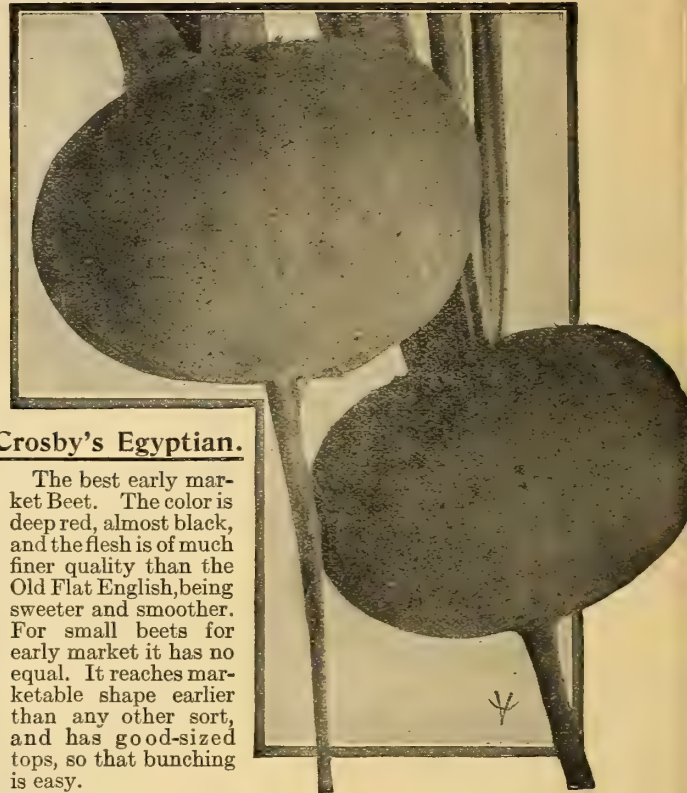 Crosby's Egyptian.
The best early mar-
ket Beet. The color is
deep red, almost black,
and the flesh is of much
finer quality than the
Old Flat English, being
sweeter and smoother.
For small beets for
early market it has no
equal. It reaches mar-
ketable shape earlier
than any other sort,
and has good-sized
tops, so that bunching
is easy.